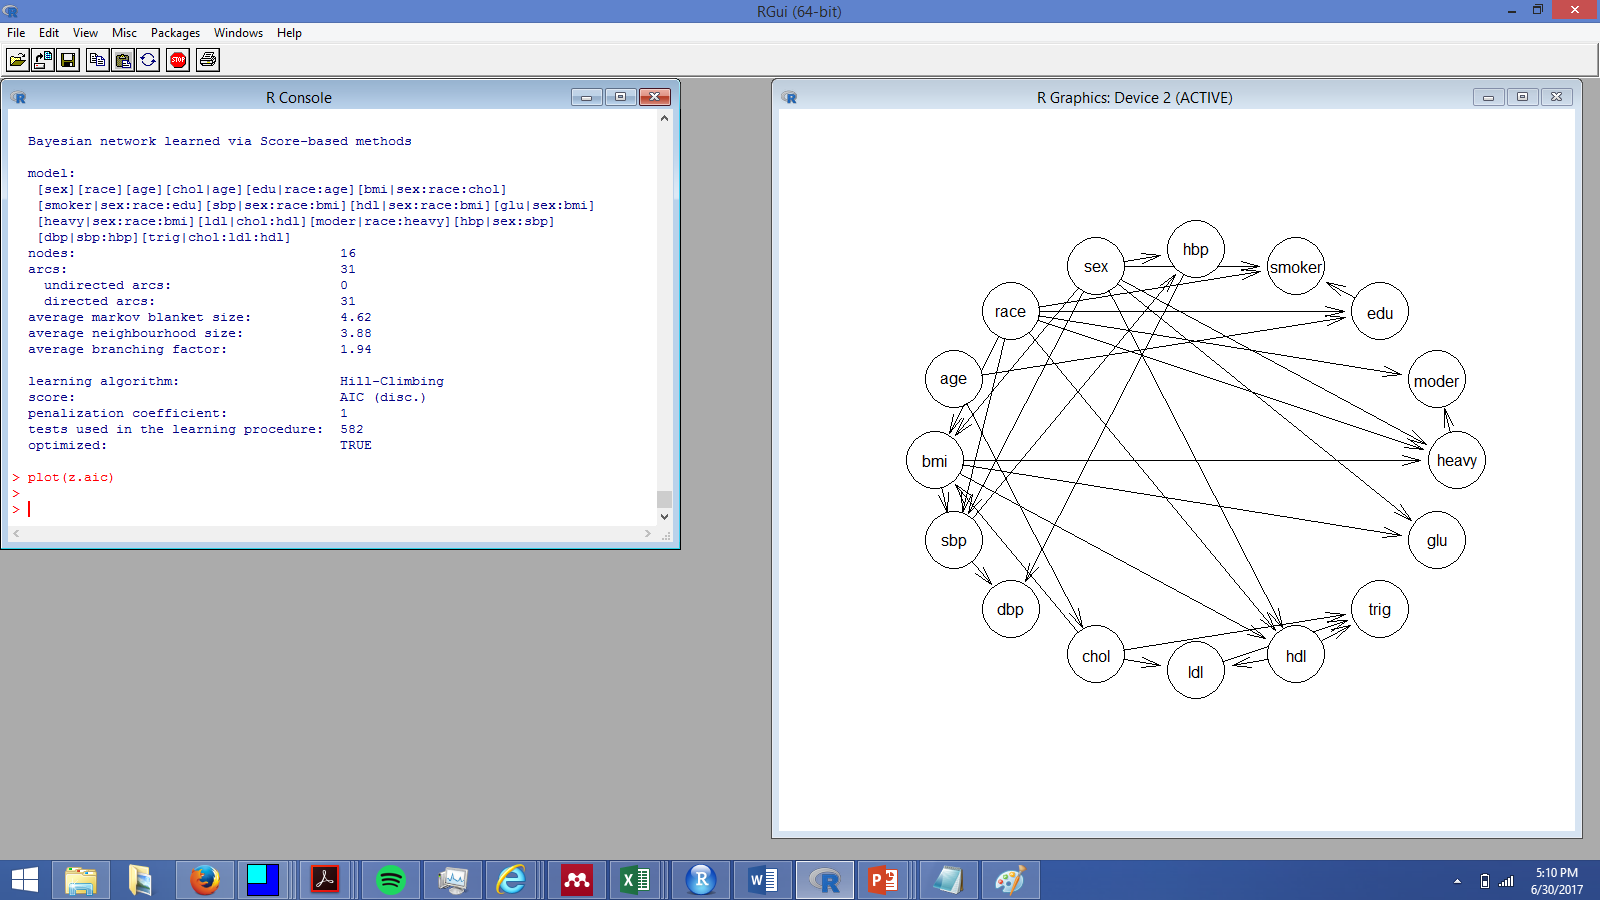 RGui (64-bit)
File Edit View Misc Packages Windows Help
STOP
R Console
Bayesian network learned via Score-based methods
model:
[sex][race][age][chol|age][edu|race:age][bmi|sex:race:chol]
[smoker|sex:race:edu][sbp|sex:race:bmi][hdl|sex:race:bmi][glu|sex:bmi]
[heavy|sex:race:bmi][ldl|chol:hdl][moder|race:heavy][hbp|sex:sbp]
[dbp|sbp:hbp][trig|chol:ldl:hdl]
nodes: 16
arcs: 31
undirected arcs: 0
directed arcs: 31
average markov blanket size: 4.62
average neighbourhood size: 3.88
average branching factor: 1.94
learning algorithm: Hill-Climbing
score: AIC (disc.)
penalization coefficient: 1
tests used in the learning procedure: 582
optimized: TRUE
> plot(z.aic)
>
>
R Graphics: Device 2 (ACTIVE)
hbp
sex
smoker
race
edu
age
moder
bmi
heavy
sbp
glu
dbp
trig
chol
hdl
ldl
5:10 PM
6/30/2017